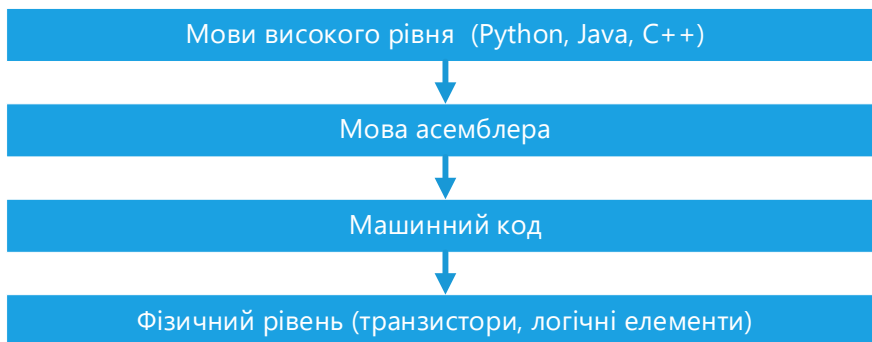 Мови високого рівня (Python, Java, C++)
Мова асемблера
Машинний код
Фізичний рівень (транзистори, логічні елементи)